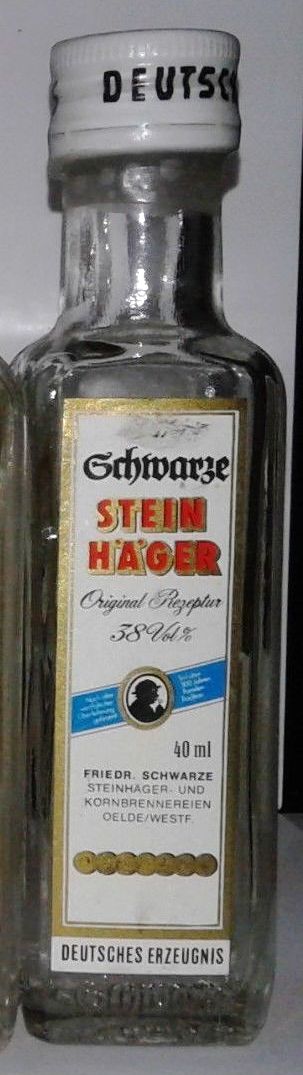 DEUTSC
Schwarze
STEIN
HÄGER
Original Rezeptur
38 Vol%
40 ml
FRIEDR. SCHWARZE
STEINHÄGER- UND
KORNBRENNEREIEN
OELDE/WESTF.
DEUTSCHES ERZEUGNIS